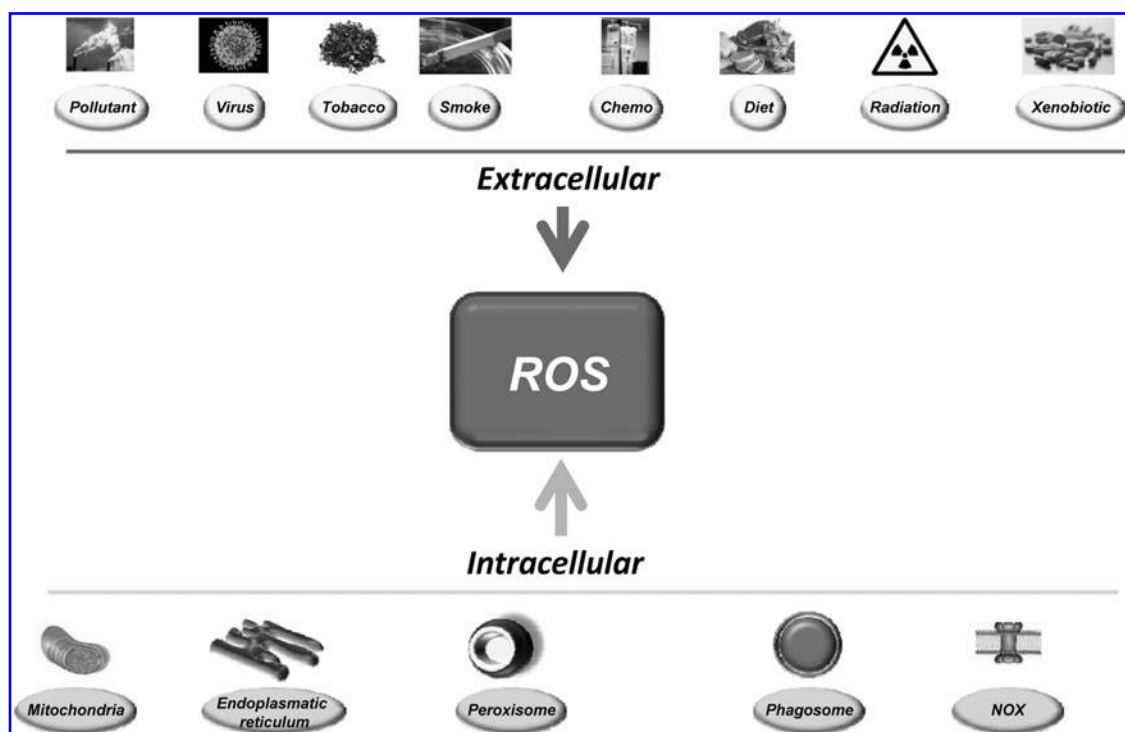 Pollutant
Virus
Tobacco
Smoke
Chemo
Diet
Radiation
Xenobiotic
Extracellular
ROS
Intracellular
Mitochondria
Endoplasmatic
reticulum
Peroxisome
Phagosome
NOX